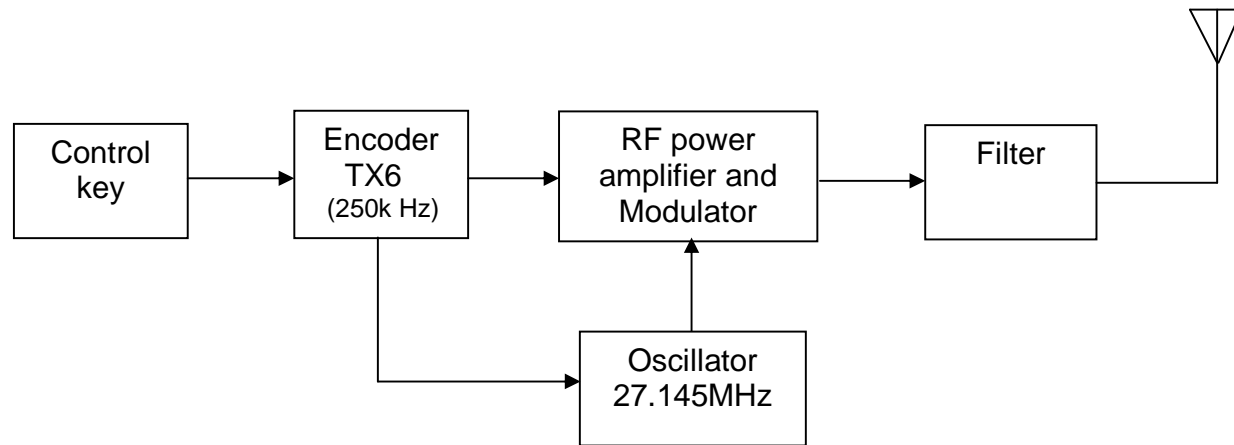 Control
key
Encoder
TX6
(250k Hz)
RF power
amplifier and
Modulator
Filter
Oscillator
27.145MHz